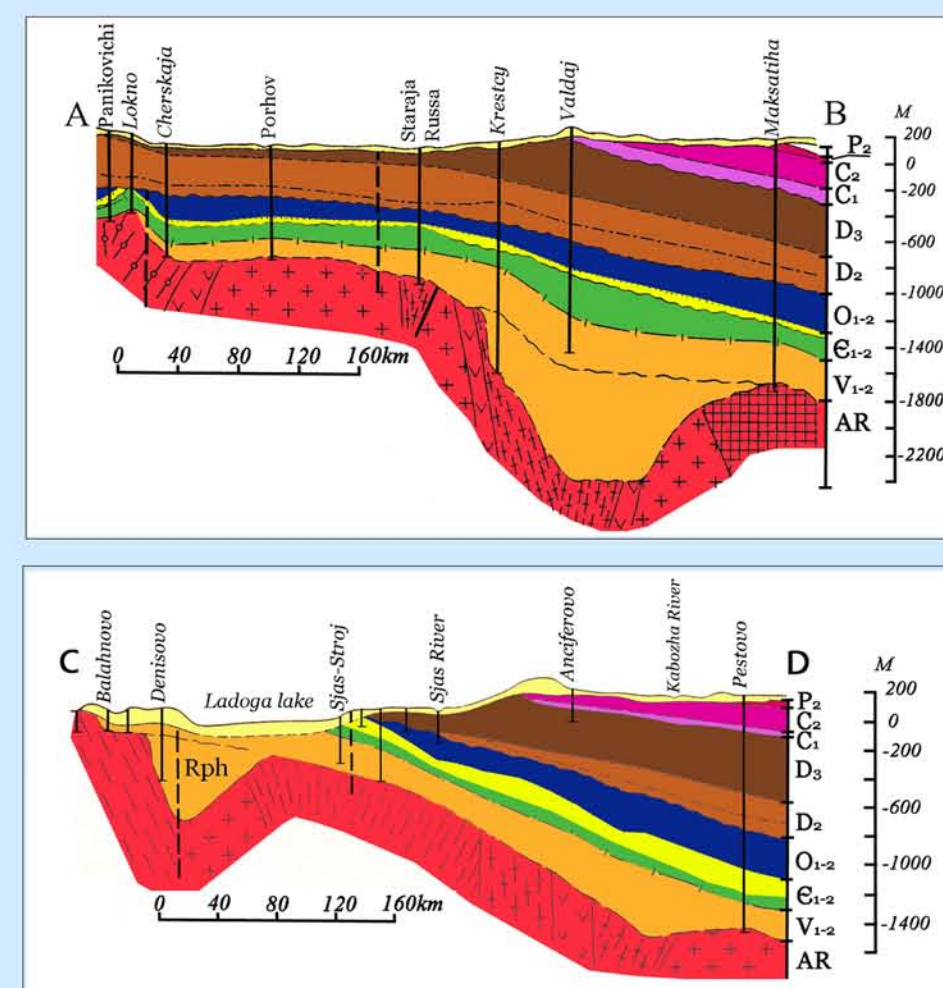 A
Panikovichi
Lokno
Cherskaja
Porhov
Staraja
Russa
Krestcy
Valdaj
Maksatiha
B
M
P₂
C₂
C₁
D₃
D₂
O₁₋₂
Є₁₋₂
V₁₋₂
AR
200
0
-200
-600
-1000
-1400
-1800
-2200
0 40 80 120 160km
C
Balahnovo
Denisovo
Ladoga lake
Sjas-Stroj
Sjas River
Anciferovo
Kabozha River
Pestovo
D
M
Rph
P₂
C₂
C₁
D₃
D₂
O₁₋₂
Є₁₋₂
V₁₋₂
AR
200
0
-200
-600
-1000
-1400
0 40 80 120 160km